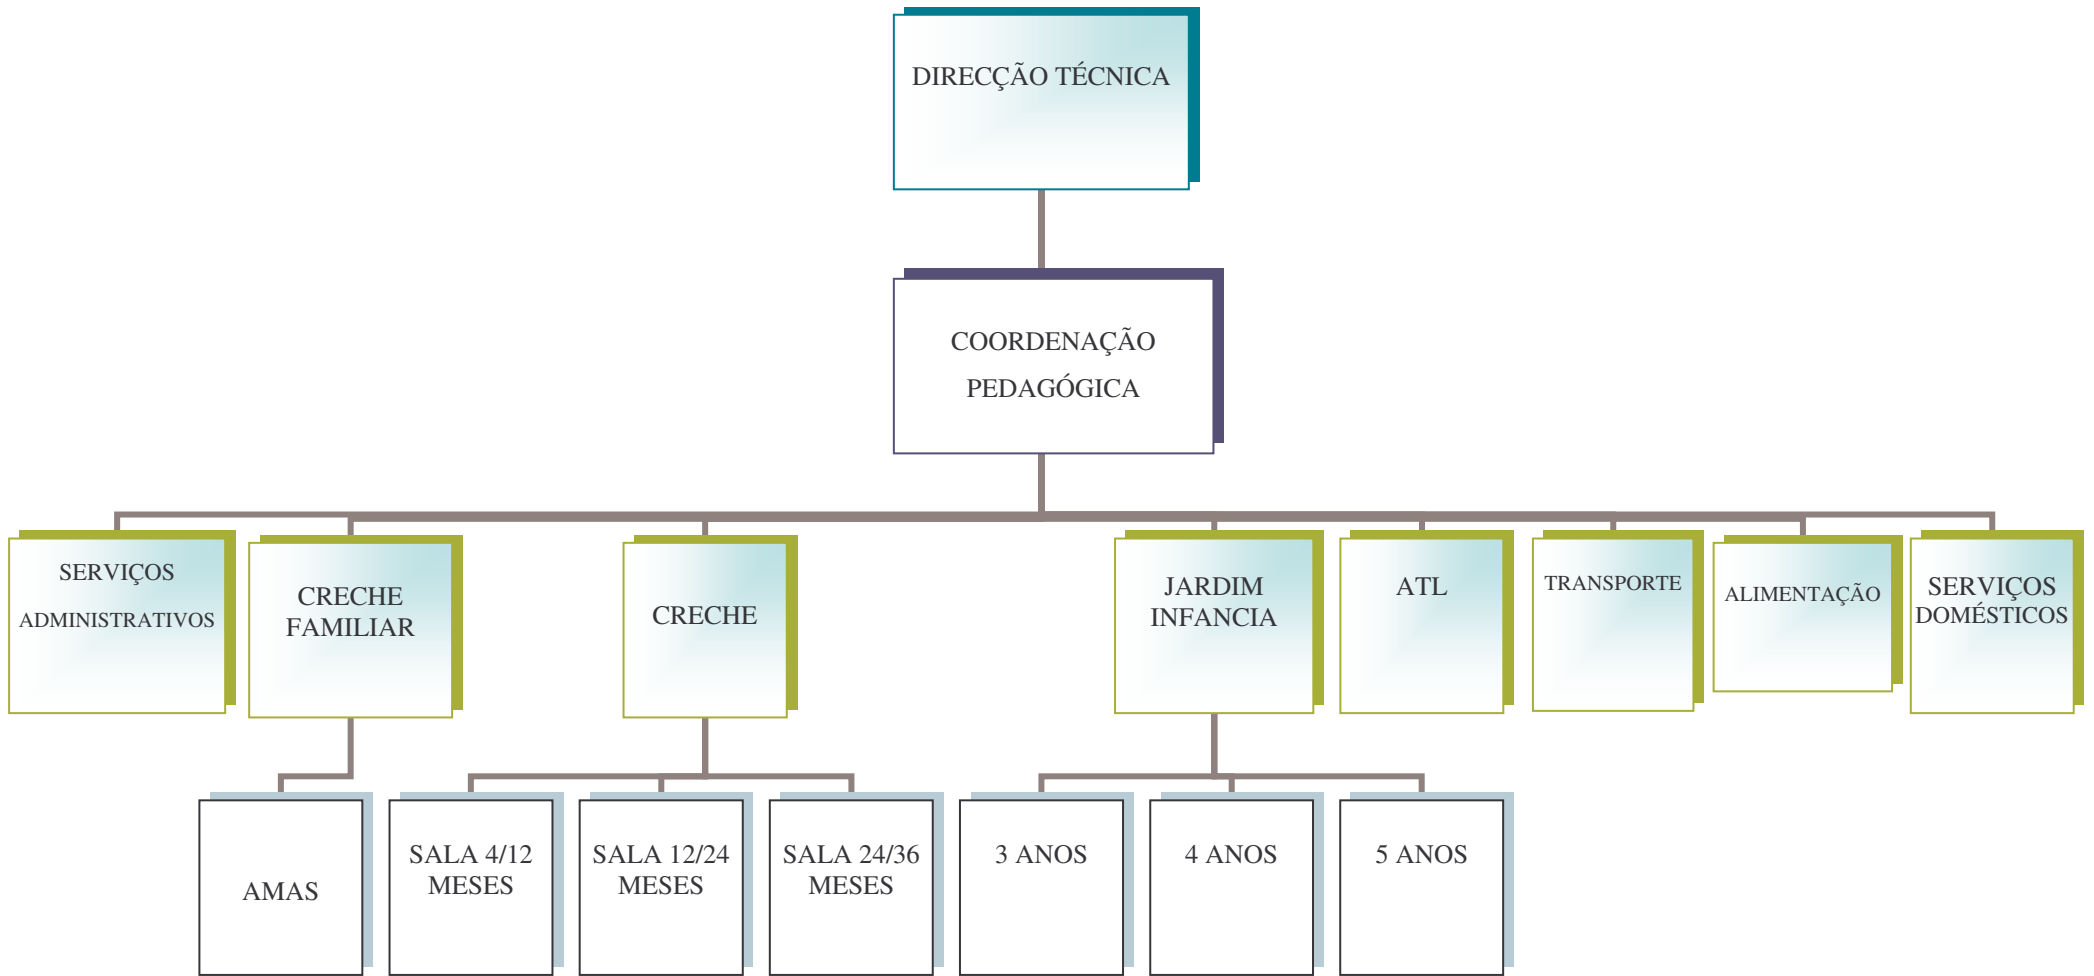 DIRECÇÃO TÉCNICA
COORDENAÇÃO
PEDAGÓGICA
SERVIÇOS
ADMINISTRATIVOS
CRECHE
FAMILIAR
CRECHE
JARDIM
INFANCIA
ATL
TRANSPORTE
ALIMENTAÇÃO
SERVIÇOS
DOMÉSTICOS
AMAS
SALA 4/12
MESES
SALA 12/24
MESES
SALA 24/36
MESES
3 ANOS
4 ANOS
5 ANOS